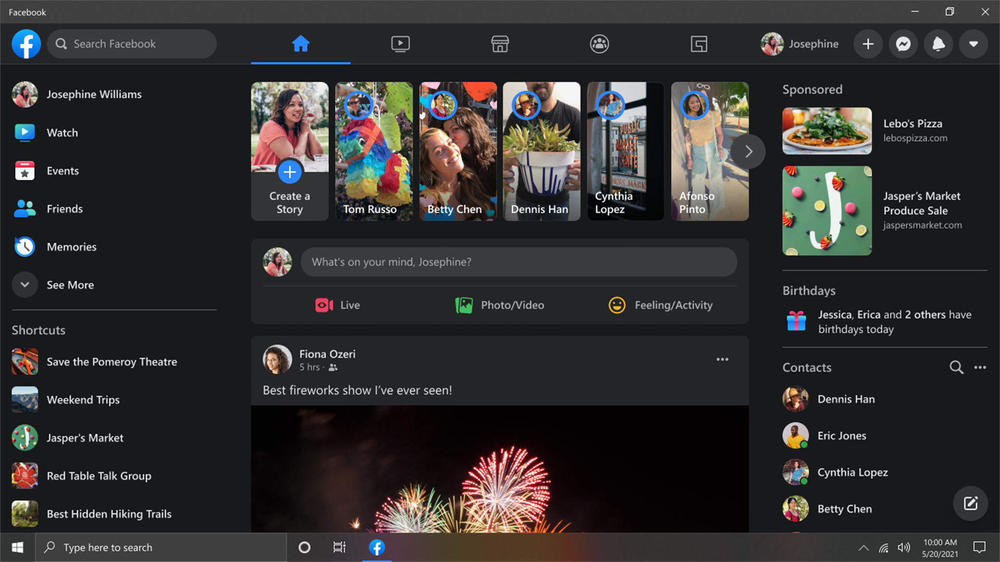 Facebook
Search Facebook
Josephine
Josephine Williams
Watch
Events
Friends
Memories
See More
Shortcuts
Save the Pomeroy Theatre
Weekend Trips
Jasper's Market
Red Table Talk Group
Best Hidden Hiking Trails
Create a
Story
Tom Russo
Betty Chen
Dennis Han
PUBLIC
MARKET
CENTER
Cynthia
Lopez
Afonso
Pinto
What's on your mind, Josephine?
Live
Photo/Video
Feeling/Activity
Fiona Ozeri
5 hrs ·
Best fireworks show I’ve ever seen!
Sponsored
Lebo's Pizza
lebospizza.com
J
Jasper’s Market
Produce Sale
jaspersmarket.com
Birthdays
Jessica, Erica and 2 others have
birthdays today
Contacts
Dennis Han
Eric Jones
Cynthia Lopez
Betty Chen
Type here to search
10:00 AM
5/20/2021